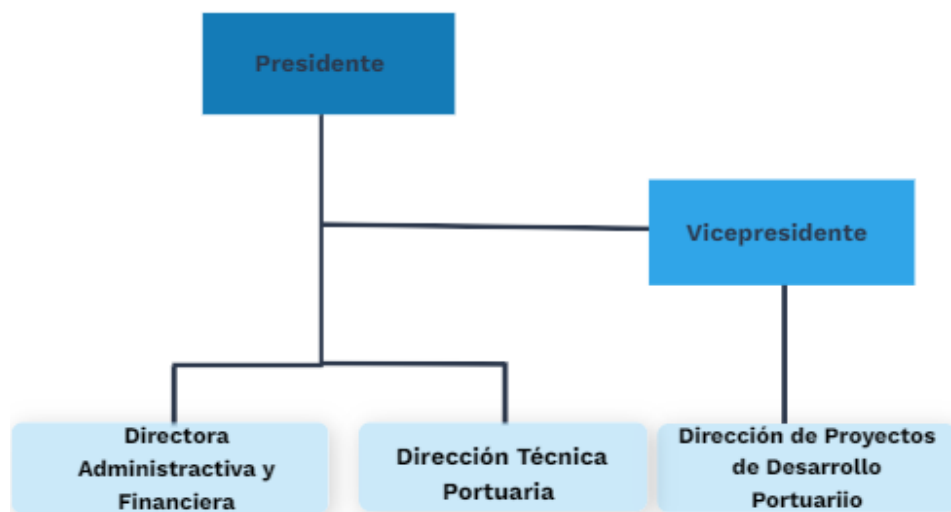 Presidente
Vicepresidente
Directora
Administractiva y
Financiera
Dirección Técnica
Portuaria
Dirección de Proyectos
de Desarrollo
Portuariio